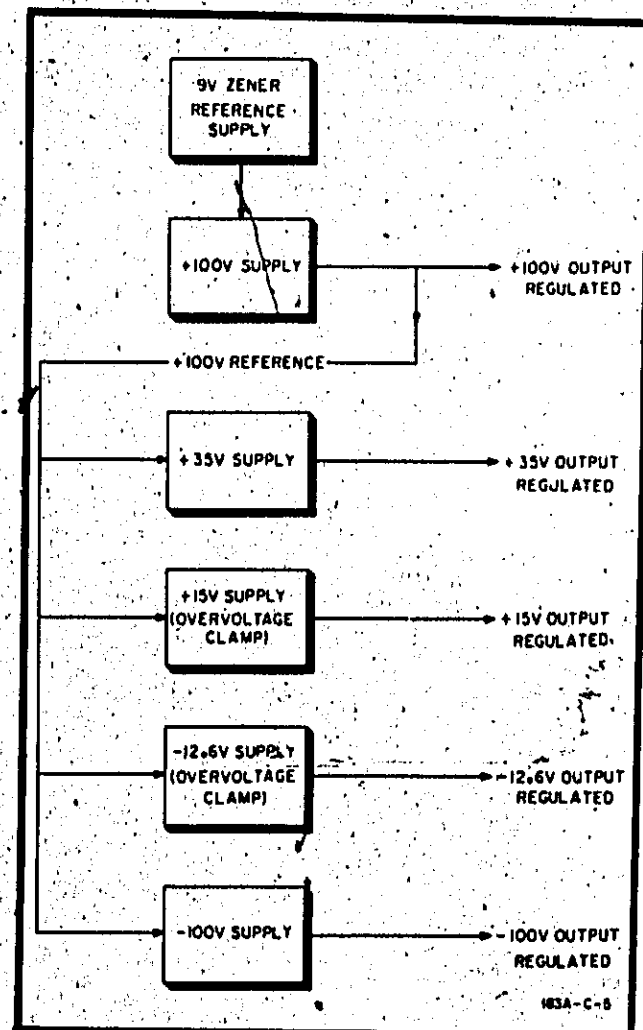 9V ZENER
REFERENCE
SUPPLY
+100V SUPPLY
+100V OUTPUT
REGULATED
+100V REFERENCE
+35V SUPPLY
+35V OUTPUT
REGULATED
+15V SUPPLY
(OVERVOLTAGE
CLAMP)
+15V OUTPUT
REGULATED
-12.6V SUPPLY
(OVERVOLTAGE
CLAMP)
-12.6V OUTPUT
REGULATED
-100V SUPPLY
-100V OUTPUT
REGULATED
183A-C-5